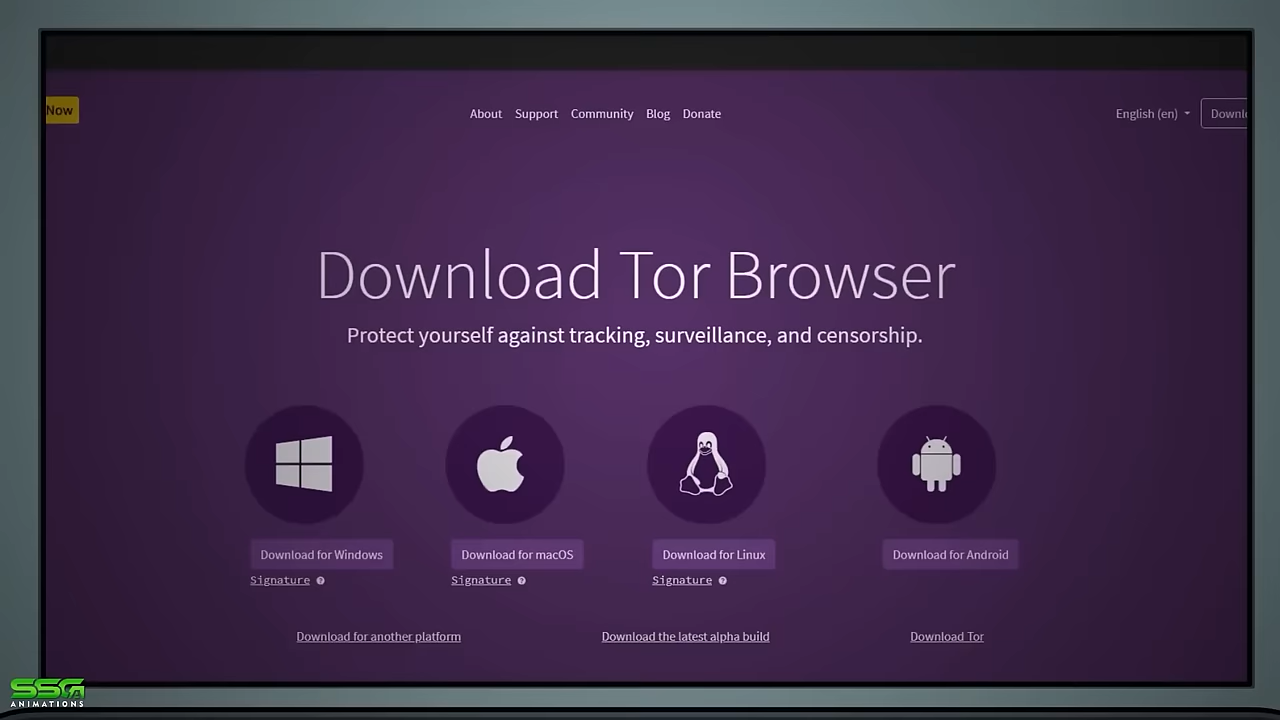 Now
About Support Community Blog Donate
English (en)
Download Tor Browser
Protect yourself against tracking, surveillance, and censorship.
Download for Windows
Download for macOS
Download for Linux
Download for Android
Signature
Signature
Signature
Download for another platform
Download the latest alpha build
Download Tor
SSG
ANIMATIONS